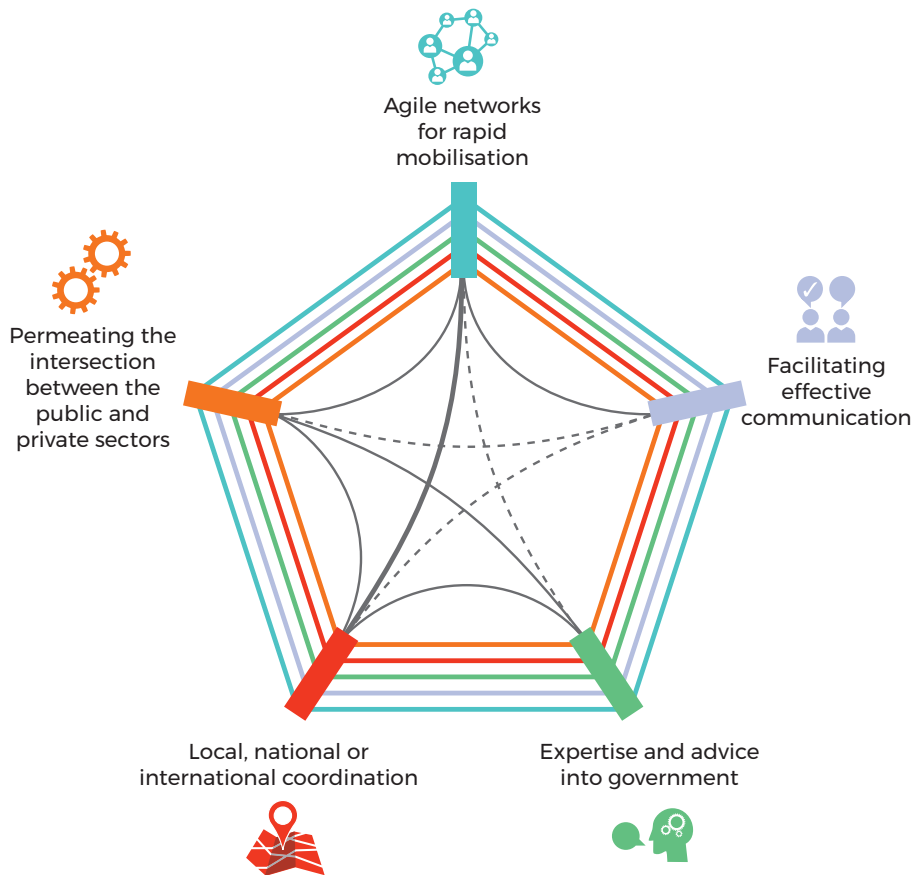 Agile networks
for rapid
mobilisation
Permeating the
intersection
between the
public and
private sectors
Facilitating
effective
communication
Local, national or
international coordination
Expertise and advice
into government